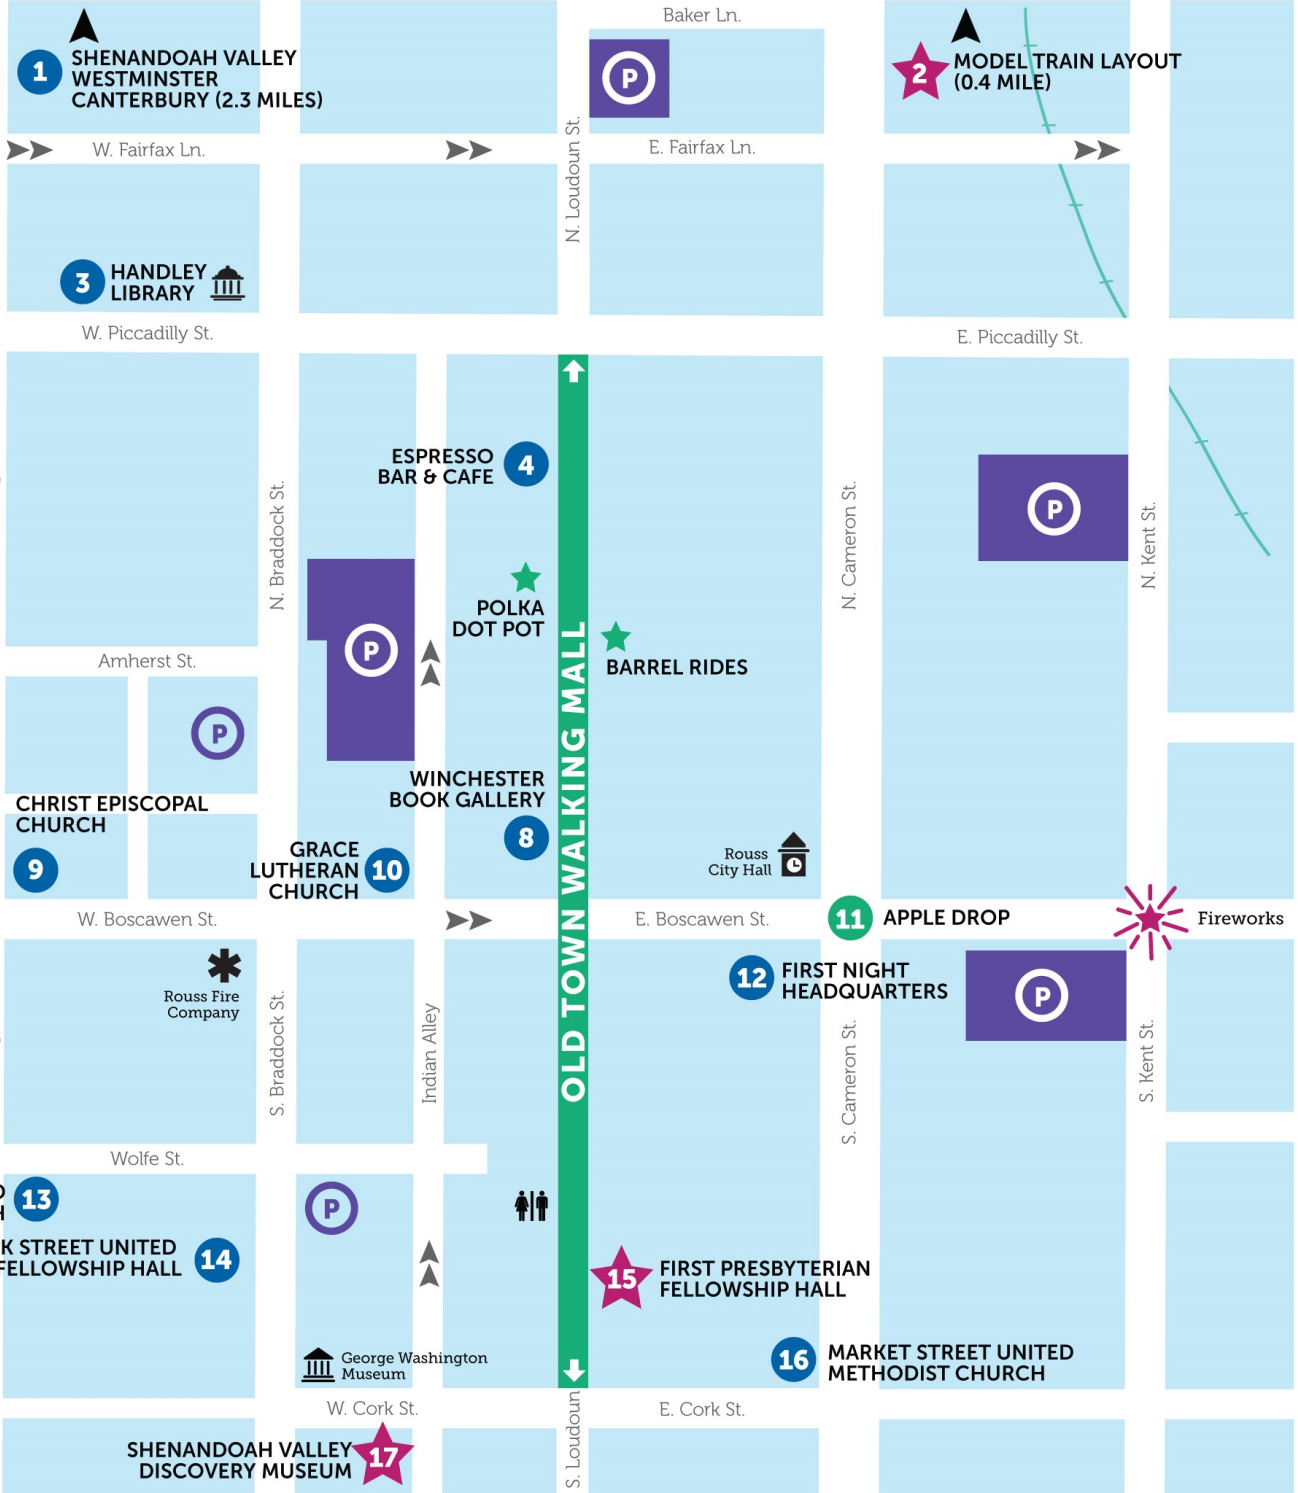 Baker Ln.
1
SHENANDOAH VALLEY
WESTMINSTER
CANTERBURY (2.3 MILES)
P
2
MODEL TRAIN LAYOUT
(0.4 MILE)
W. Fairfax Ln.
N. Loudoun St.
E. Fairfax Ln.
3
HANDLEY
LIBRARY
W. Piccadilly St.
E. Piccadilly St.
ESPRESSO
BAR & CAFE
4
N. Braddock St.
N. Cameron St.
P
N. Kent St.
POLKA
DOT POT
BARREL RIDES
P
Amherst St.
P
OLD TOWN WALKING MALL
WINCHESTER
BOOK GALLERY
8
CHRIST EPISCOPAL
CHURCH
9
GRACE
LUTHERAN
CHURCH
10
Rouss
City Hall
W. Boscawen St.
E. Boscawen St.
11
APPLE DROP
Fireworks
Rouss Fire
Company
12
FIRST NIGHT
HEADQUARTERS
P
S. Braddock St.
Indian Alley
S. Cameron St.
S. Kent St.
Wolfe St.
13
P
K STREET UNITED
FELLOWSHIP HALL
14
15
FIRST PRESBYTERIAN
FELLOWSHIP HALL
George Washington
Museum
16
MARKET STREET UNITED
METHODIST CHURCH
W. Cork St.
S. Loudoun
E. Cork St.
SHENANDOAH VALLEY
DISCOVERY MUSEUM
17